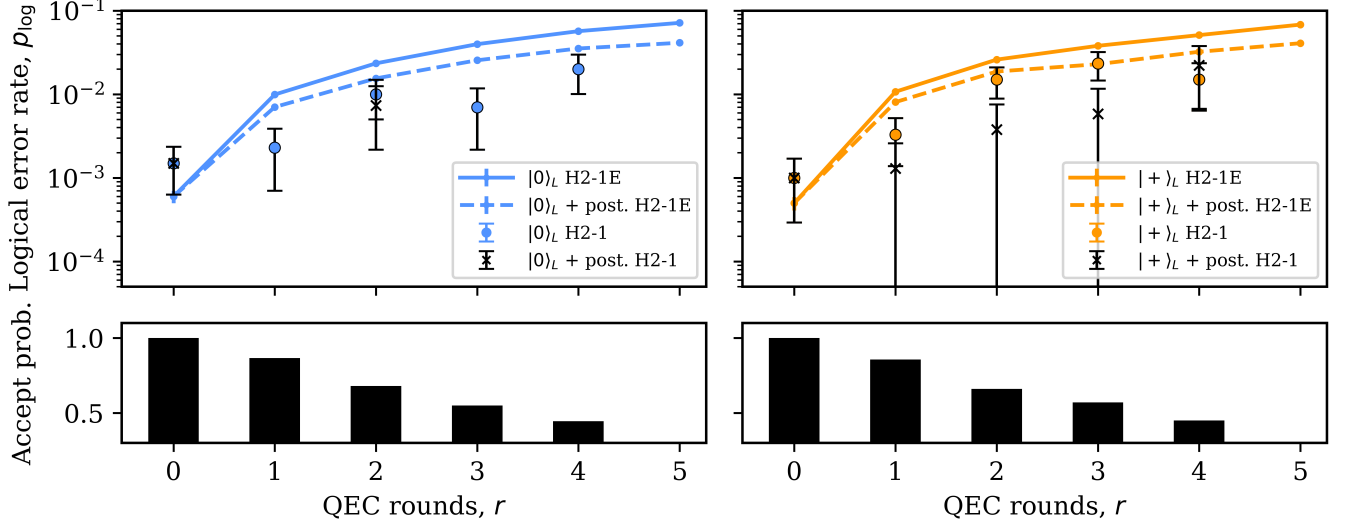 Logical error rate, p_log
10⁻¹
10⁻²
10⁻³
10⁻⁴
|0⟩_L H2-1E
|0⟩_L + post. H2-1E
|0⟩_L H2-1
|0⟩_L + post. H2-1
|+⟩_L H2-1E
|+⟩_L + post. H2-1E
|+⟩_L H2-1
|+⟩_L + post. H2-1
Accept prob.
1.0
0.5
0 1 2 3 4 5
QEC rounds, r
0 1 2 3 4 5
QEC rounds, r